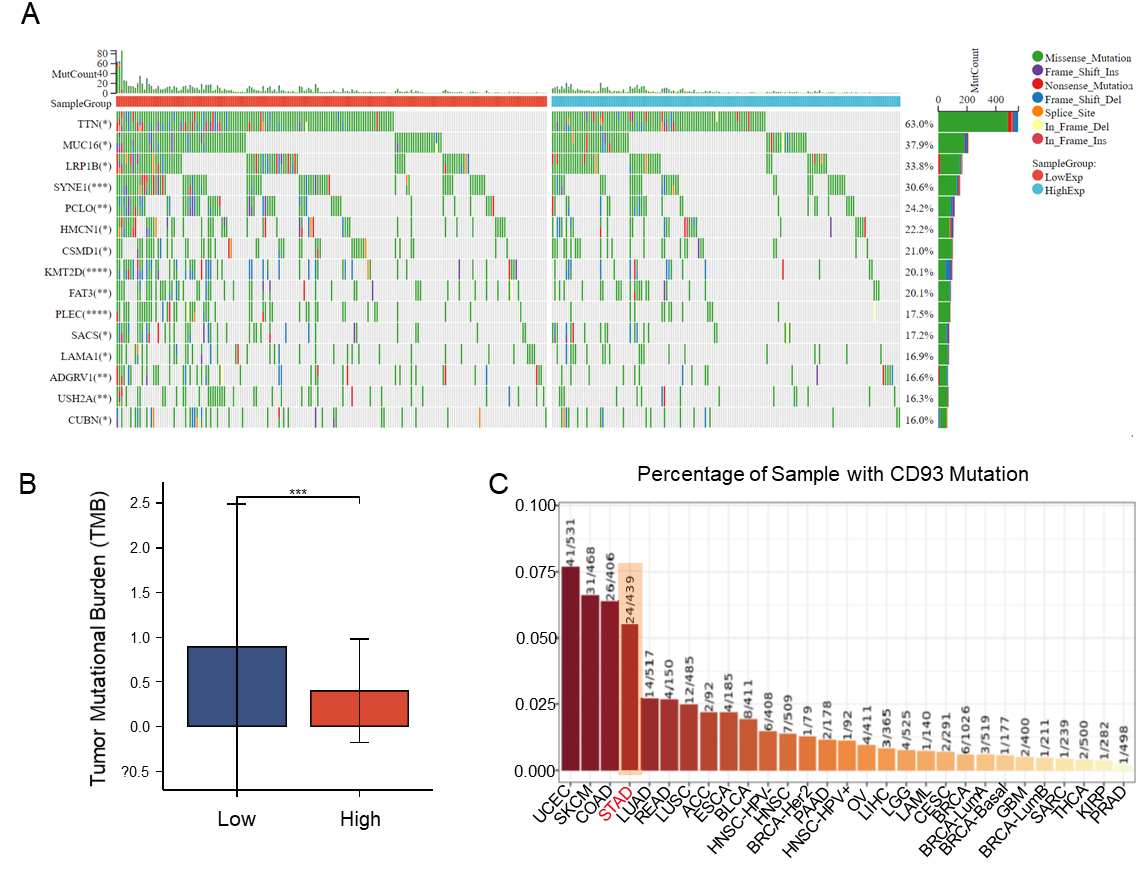 A
80
60
MutCount 40
20
0
SampleGroup
TTN(*)
MUC16(*)
LRP1B(*)
SYNE1(***)
PCLO(**)
HMCN1(*)
CSMD1(*)
KMT2D(****)
FAT3(**)
PLEC(****)
SACS(*)
LAMA1(*)
ADGRV1(**)
USH2A(**)
CUBN(*)
63.0%
37.9%
33.8%
30.6%
24.2%
22.2%
21.0%
20.1%
20.1%
17.5%
17.2%
16.9%
16.6%
16.3%
16.0%
MutCount
0 200 400
Missense_Mutation
Frame_Shift_Ins
Nonsense_Mutation
Frame_Shift_Del
Splice_Site
In_Frame_Del
In_Frame_Ins
SampleGroup:
LowExp
HighExp
B
Tumor Mutational Burden (TMB)
2.5
2.0
1.5
1.0
0.5
0.0
?0.5
***
Low High
C
Percentage of Sample with CD93 Mutation
0.100
0.075
0.050
0.025
0.000
41/531
31/468
26/406
24/439
14/517
4/150
12/485
2/92
4/185
8/411
6/408
7/509
1/79
2/178
1/92
4/411
3/365
4/525
1/140
2/291
6/1026
3/519
1/177
2/400
1/211
1/239
2/500
1/282
1/498
UCEC
SKCM
COAD
STAD
LUAD
READ
LUSC
ACC
ESCA
BLCA
HNSC-HPV-
HNSC
BRCA-Her2
PAAD
HNSC-HPV+
OV
LIHC
LGG
LAML
CESC
BRCA
BRCA-LumA
BRCA-Basal
GBM
BRCA-LumB
SARC
THCA
KIRP
PRAD